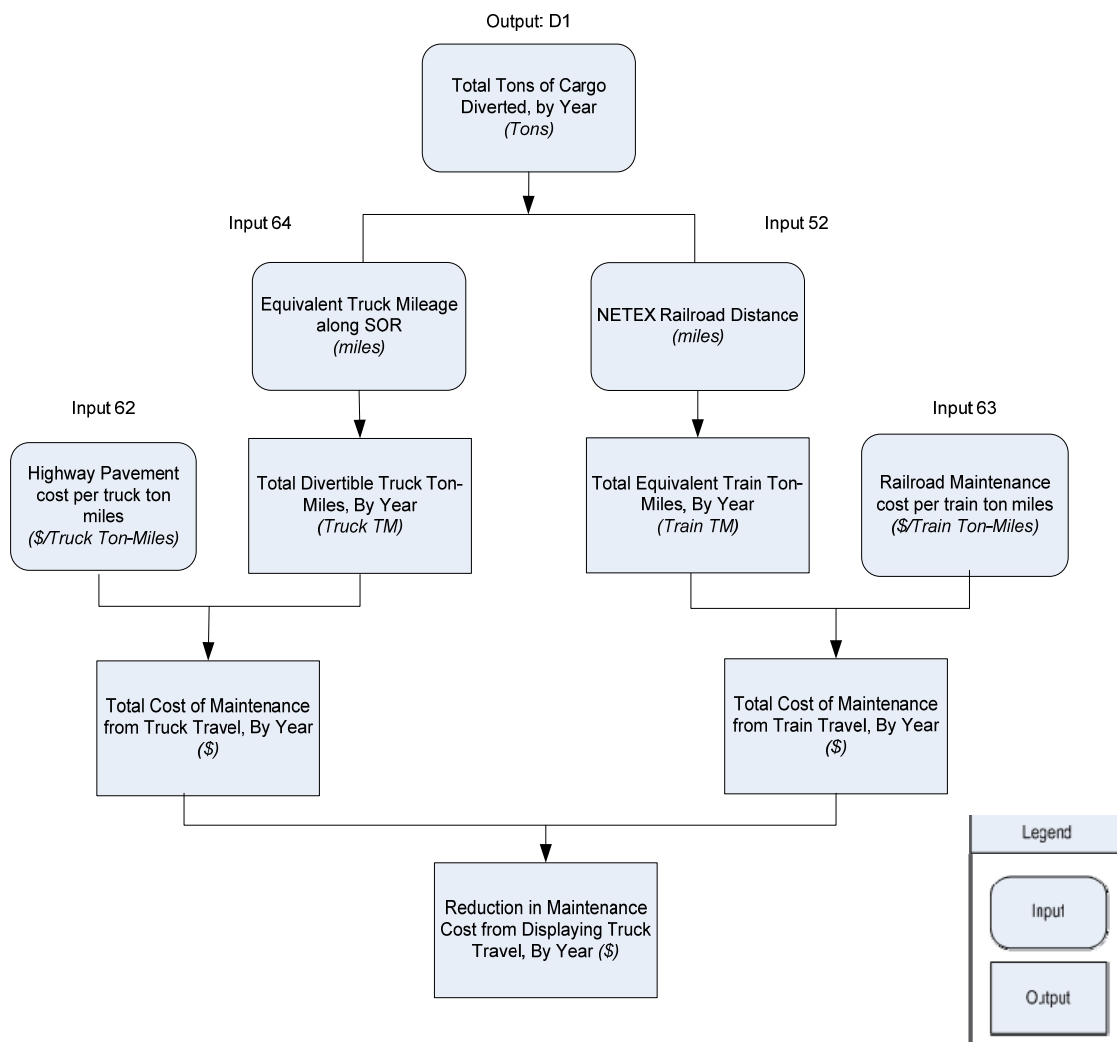 Output: D1
Total Tons of Cargo
Diverted, by Year
(Tons)
Input 64
Input 52
Equivalent Truck Mileage
along SOR
(miles)
NETEX Railroad Distance
(miles)
Input 62
Input 63
Highway Pavement
cost per truck ton
miles
($/Truck Ton-Miles)
Total Divertible Truck Ton-
Miles, By Year
(Truck TM)
Total Equivalent Train Ton-
Miles, By Year
(Train TM)
Railroad Maintenance
cost per train ton miles
($/Train Ton-Miles)
Total Cost of Maintenance
from Truck Travel, By Year
($)
Total Cost of Maintenance
from Train Travel, By Year
($)
Reduction in Maintenance
Cost from Displaying Truck
Travel, By Year ($)
Legend
Input
Output